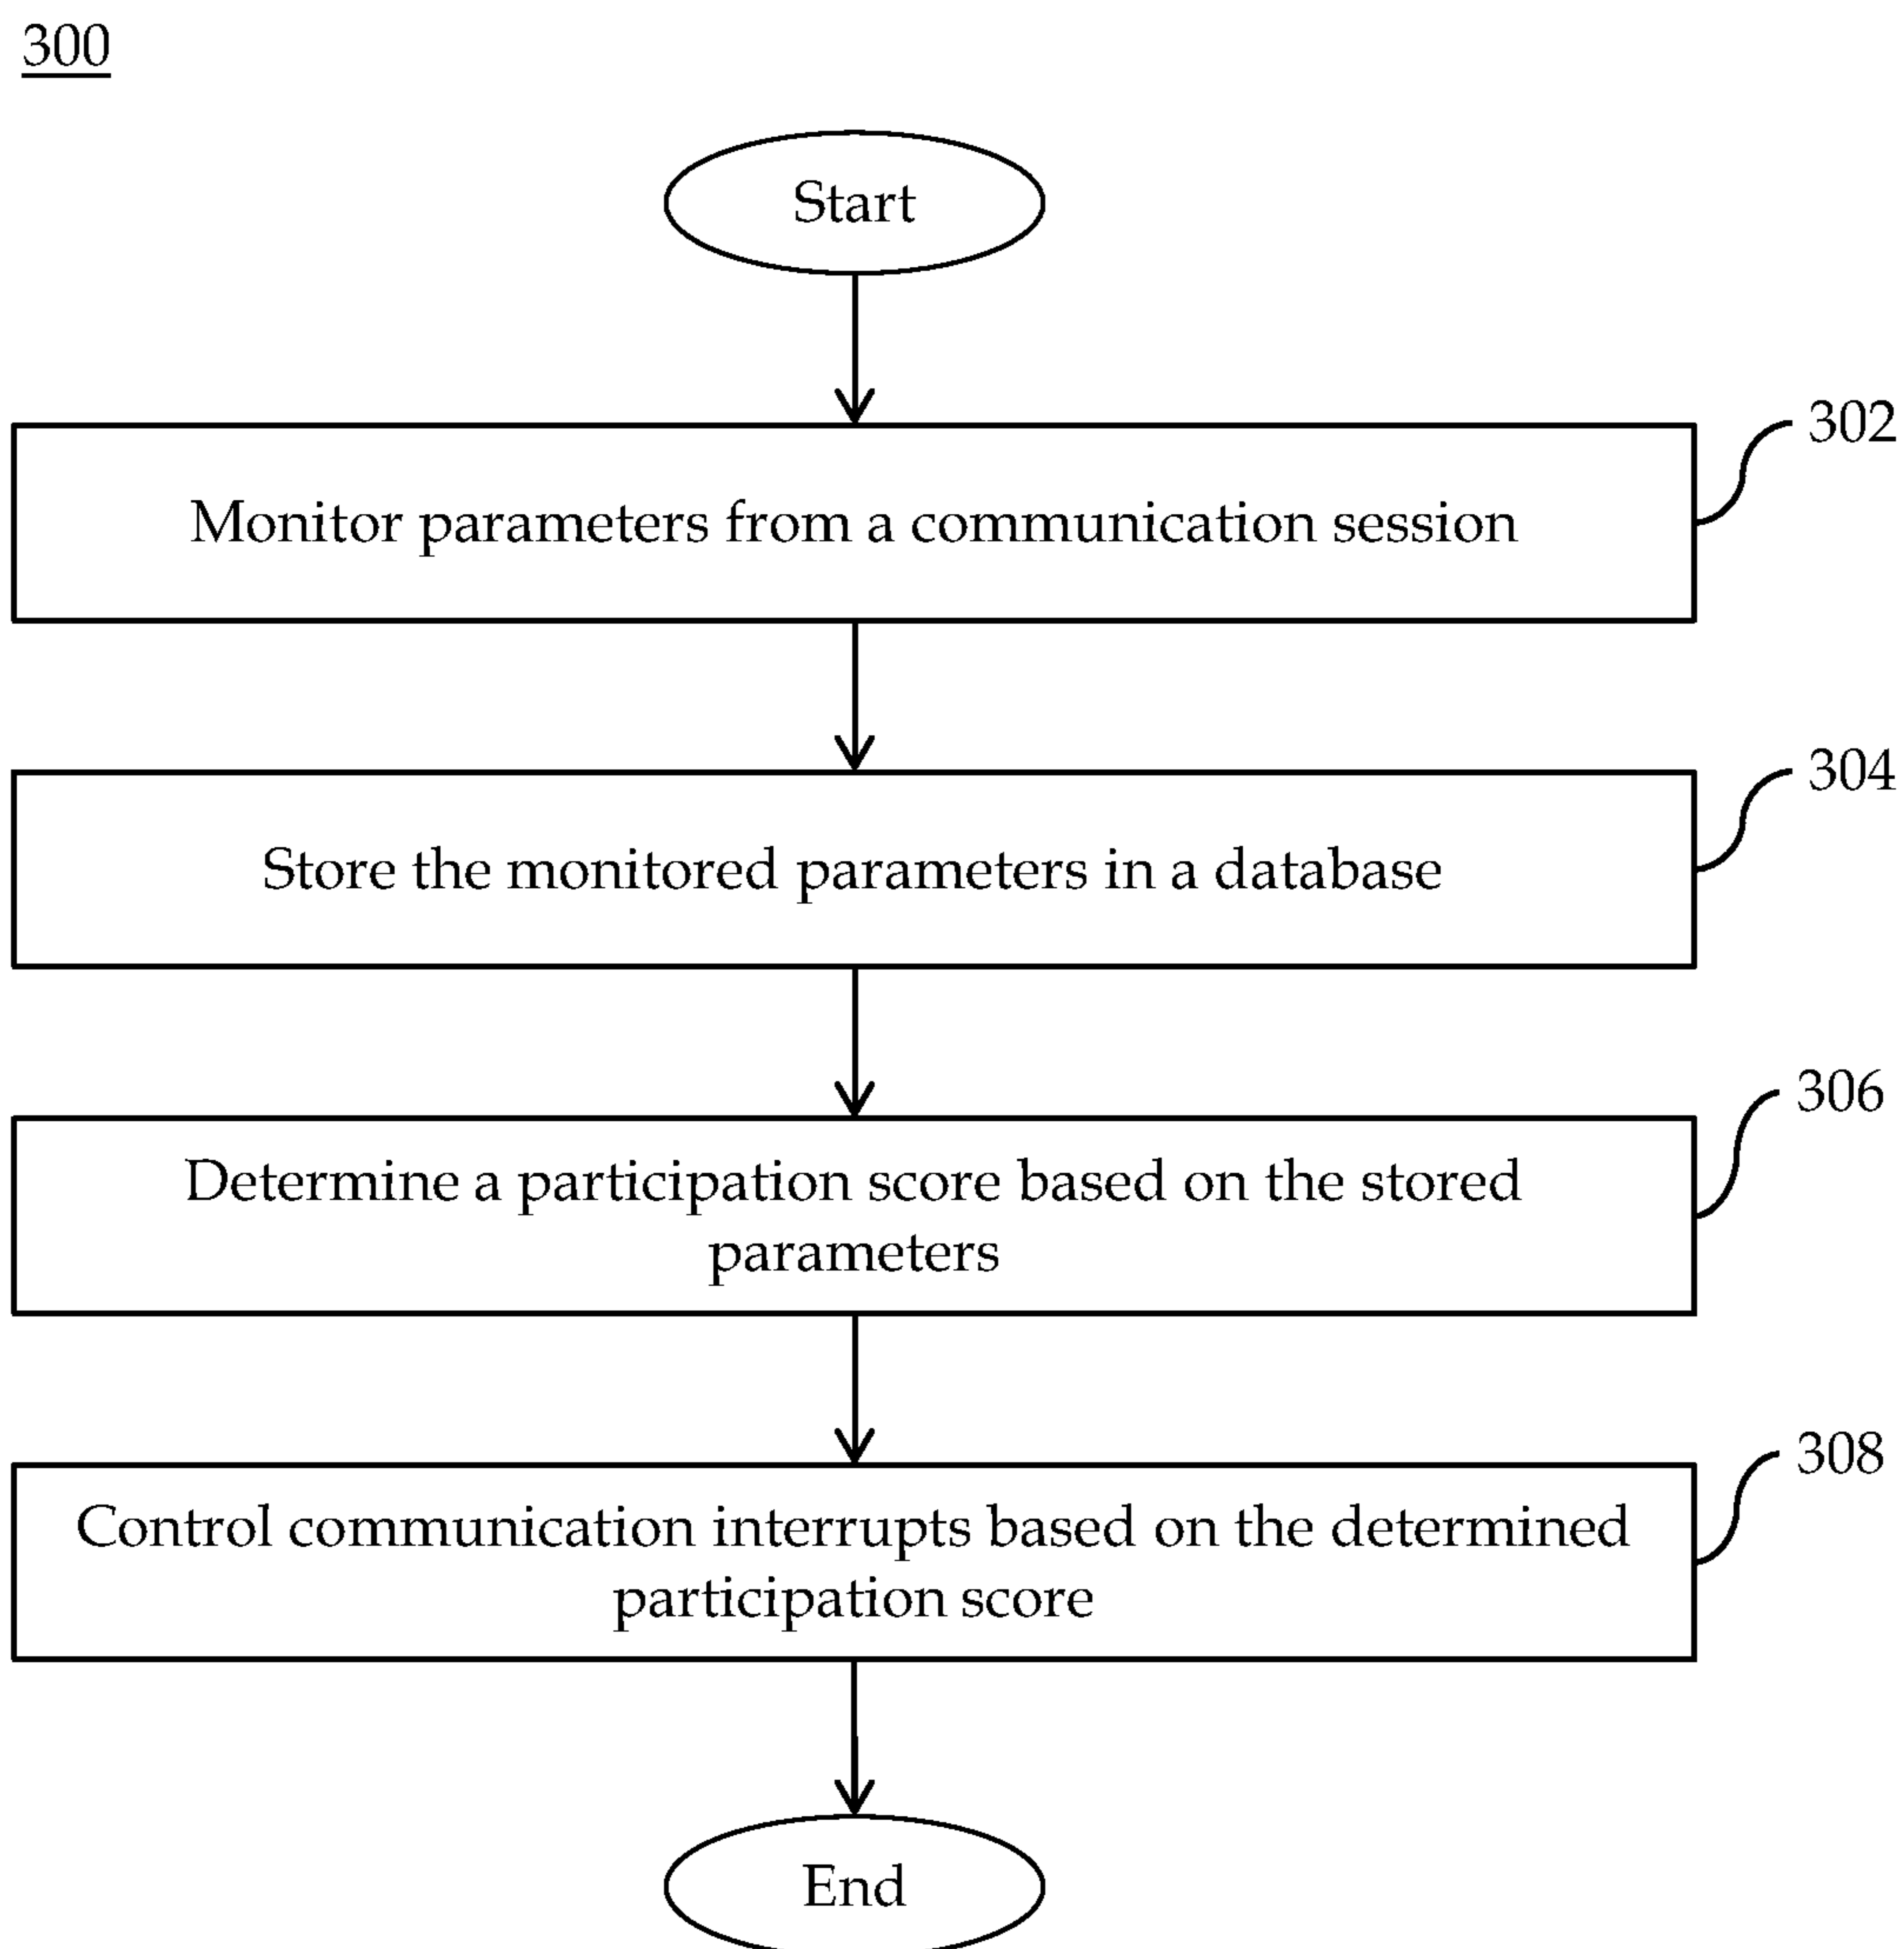 300
Start
302
Monitor parameters from a communication session
304
Store the monitored parameters in a database
306
Determine a participation score based on the stored
parameters
308
Control communication interrupts based on the determined
participation score
End